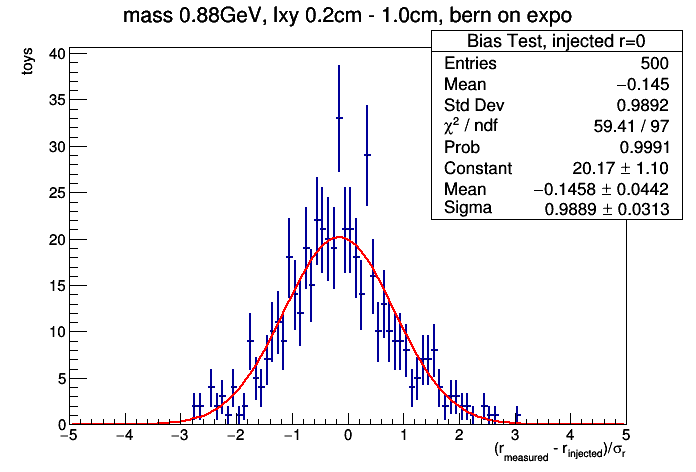 mass 0.88GeV, lxy 0.2cm - 1.0cm, bern on expo
Bias Test, injected r=0
Entries 500
Mean −0.145
Std Dev 0.9892
χ² / ndf 59.41 / 97
Prob 0.9991
Constant 20.17 ± 1.10
Mean −0.1458 ± 0.0442
Sigma 0.9889 ± 0.0313
toys
40
35
30
25
20
15
10
5
0
−5 −4 −3 −2 −1 0 1 2 3 4 5
(r_measured - r_injected)/σ_r